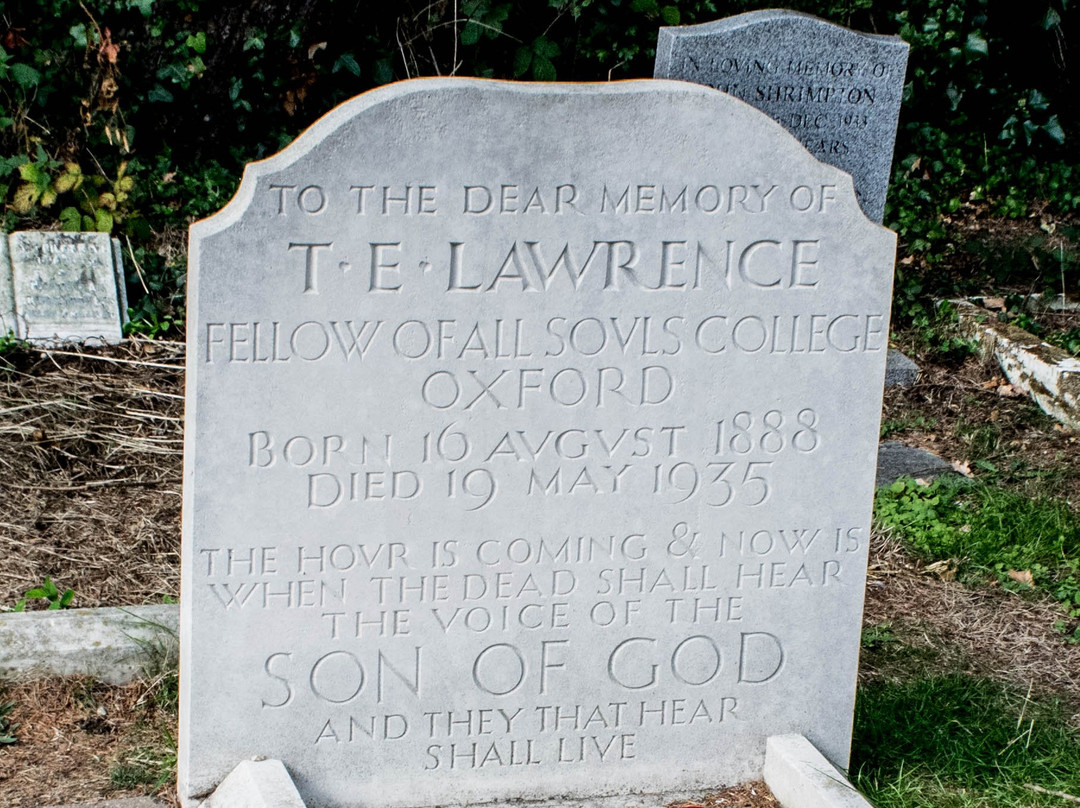 TO THE DEAR MEMORY OF
T·E·LAWRENCE
FELLOW OF ALL SOVLS COLLEGE
OXFORD
BORN 16 AVGVST 1888
DIED 19 MAY 1935
THE HOVR IS COMING & NOW IS
WHEN THE DEAD SHALL HEAR
THE VOICE OF THE
SON OF GOD
AND THEY THAT HEAR
SHALL LIVE
IN LOVING MEMORY O
SHRIMPTON
DEC